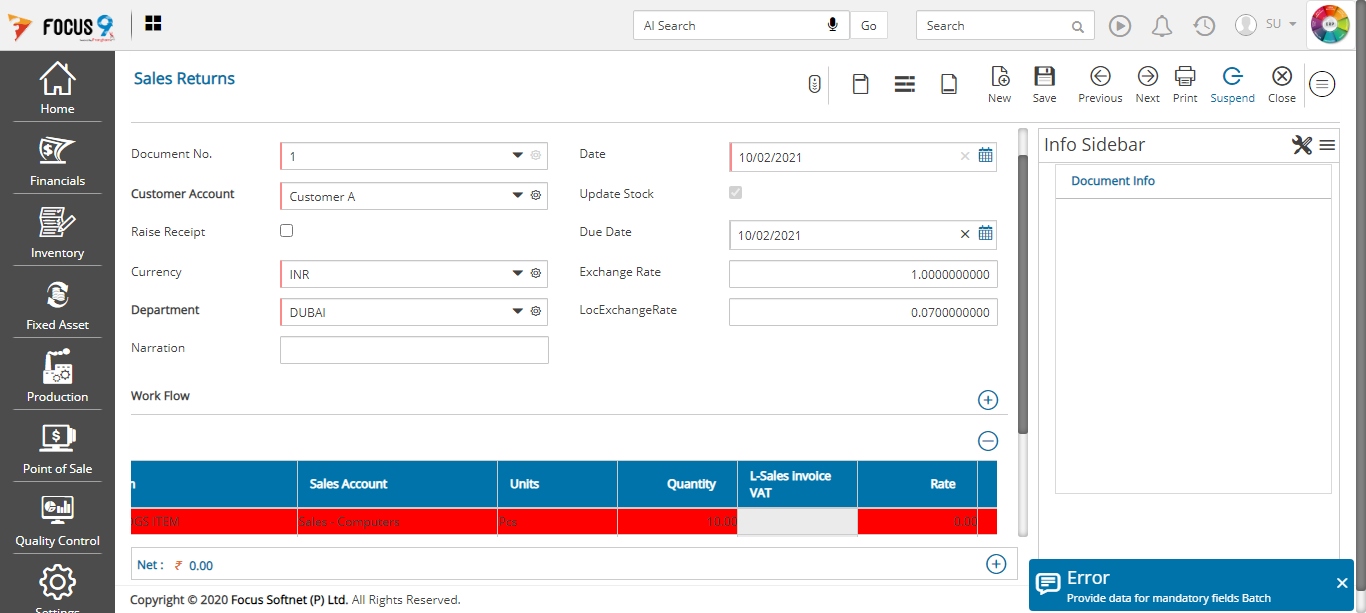 FOCUS 9
AI Search
Go
Search
SU
ERP
Home
Financials
Inventory
Fixed Asset
Production
Point of Sale
Quality Control
Settings
Sales Returns
New
Save
Previous
Next
Print
Suspend
Close
Document No.
1
Date
10/02/2021
Customer Account
Customer A
Update Stock
Raise Receipt
Due Date
10/02/2021
Currency
INR
Exchange Rate
1.0000000000
Department
DUBAI
LocExchangeRate
0.0700000000
Narration
Work Flow
Sales Account
Units
Quantity
L-Sales Invoice
VAT
Rate
GS ITEM
Sales - Computers
Pcs
10.00
0.00
Net : ₹ 0.00
Info Sidebar
Document Info
Error
Provide data for mandatory fields Batch
Copyright © 2020 Focus Softnet (P) Ltd. All Rights Reserved.